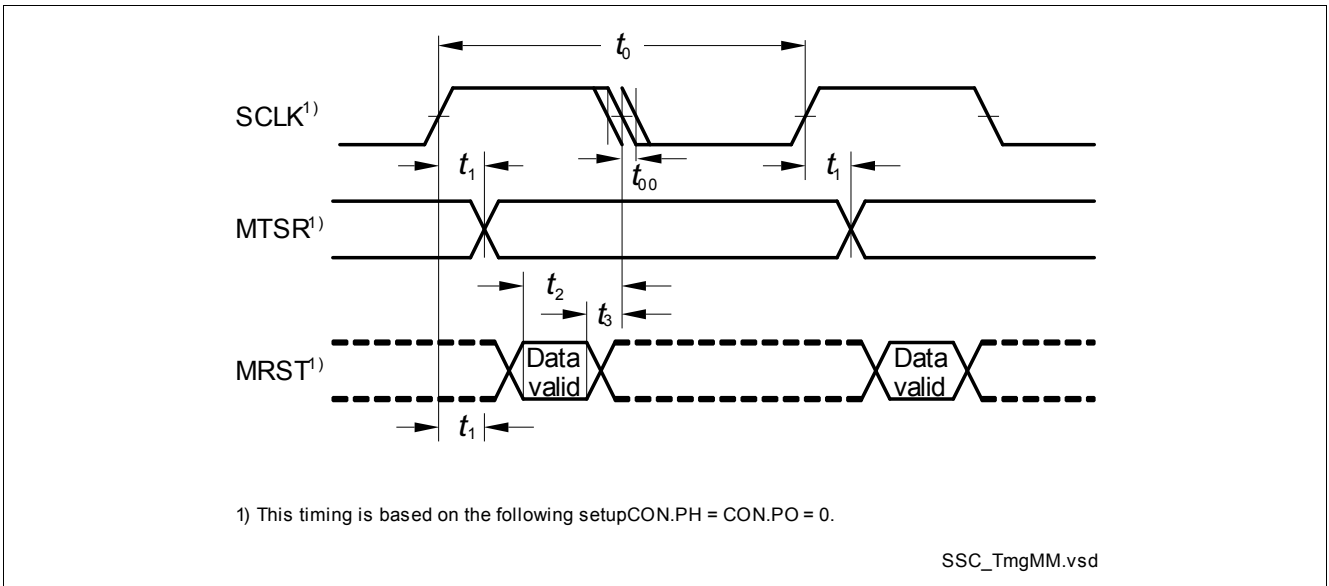 t0
SCLK1)
t1
t00
t1
MTSR1)
t2
t3
MRST1)
Data
valid
Data
valid
t1
1) This timing is based on the following setupCON.PH = CON.PO = 0.
SSC_TmgMM.vsd